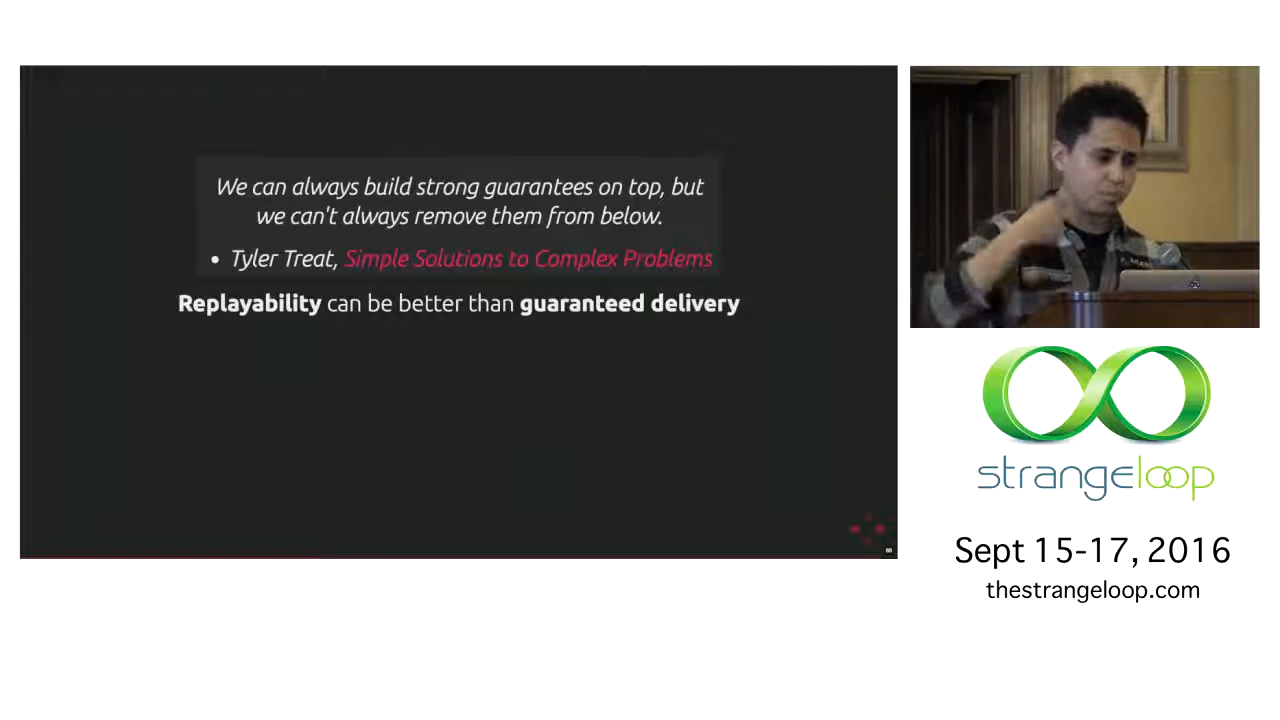 We can always build strong guarantees on top, but
we can't always remove them from below.
• Tyler Treat, Simple Solutions to Complex Problems
Replayability can be better than guaranteed delivery
strangeloop
Sept 15-17, 2016
thestrangeloop.com